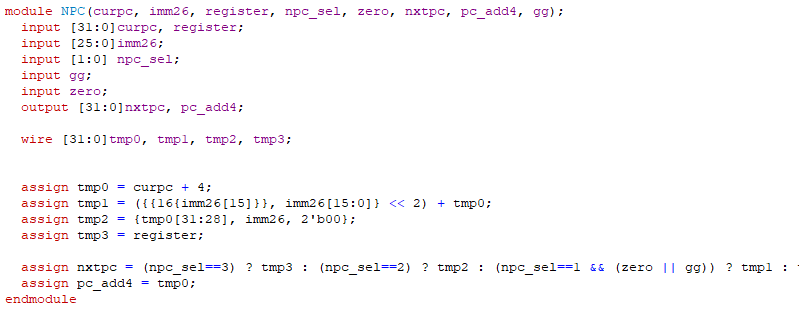 module NPC(curpc, imm26, register, npc_sel, zero, nxtpc, pc_add4, gg);
input [31:0]curpc, register;
input [25:0]imm26;
input [1:0] npc_sel;
input gg;
input zero;
output [31:0]nxtpc, pc_add4;
wire [31:0]tmp0, tmp1, tmp2, tmp3;
assign tmp0 = curpc + 4;
assign tmp1 = ({{16{imm26[15]}}, imm26[15:0]} << 2) + tmp0;
assign tmp2 = {tmp0[31:28], imm26, 2'b00};
assign tmp3 = register;
assign nxtpc = (npc_sel==3) ? tmp3 : (npc_sel==2) ? tmp2 : (npc_sel==1 && (zero || gg)) ? tmp1 :
assign pc_add4 = tmp0;
endmodule